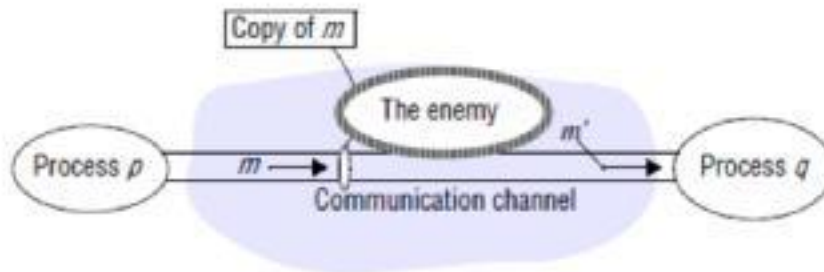 Copy of m
The enemy
Process p
m
m'
Process q
Communication channel